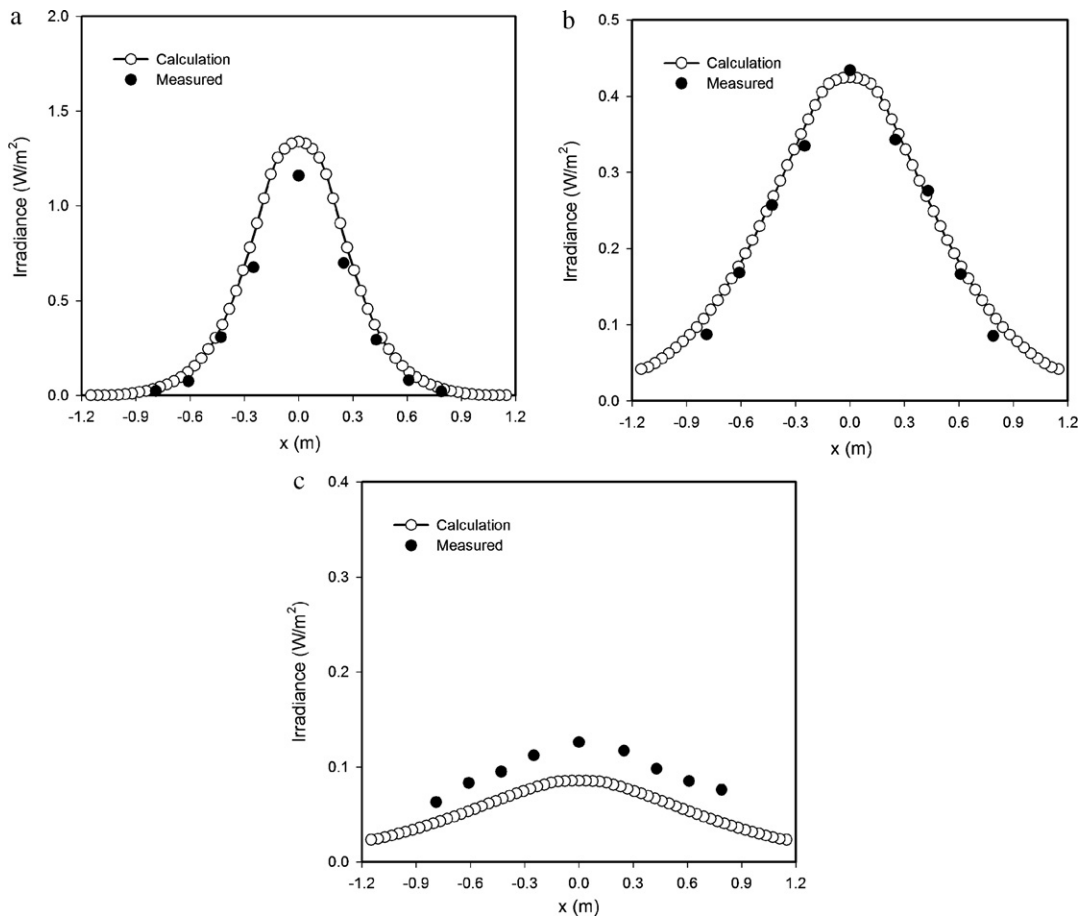 a
2.0
1.5
1.0
0.5
0.0
Irradiance (W/m²)
Calculation
Measured
-1.2 -0.9 -0.6 -0.3 0.0 0.3 0.6 0.9 1.2
x (m)
b
0.5
0.4
0.3
0.2
0.1
0.0
Irradiance (W/m²)
Calculation
Measured
-1.2 -0.9 -0.6 -0.3 0.0 0.3 0.6 0.9 1.2
x (m)
c
0.4
0.3
0.2
0.1
0.0
Irradiance (W/m²)
Calculation
Measured
-1.2 -0.9 -0.6 -0.3 0.0 0.3 0.6 0.9 1.2
x (m)